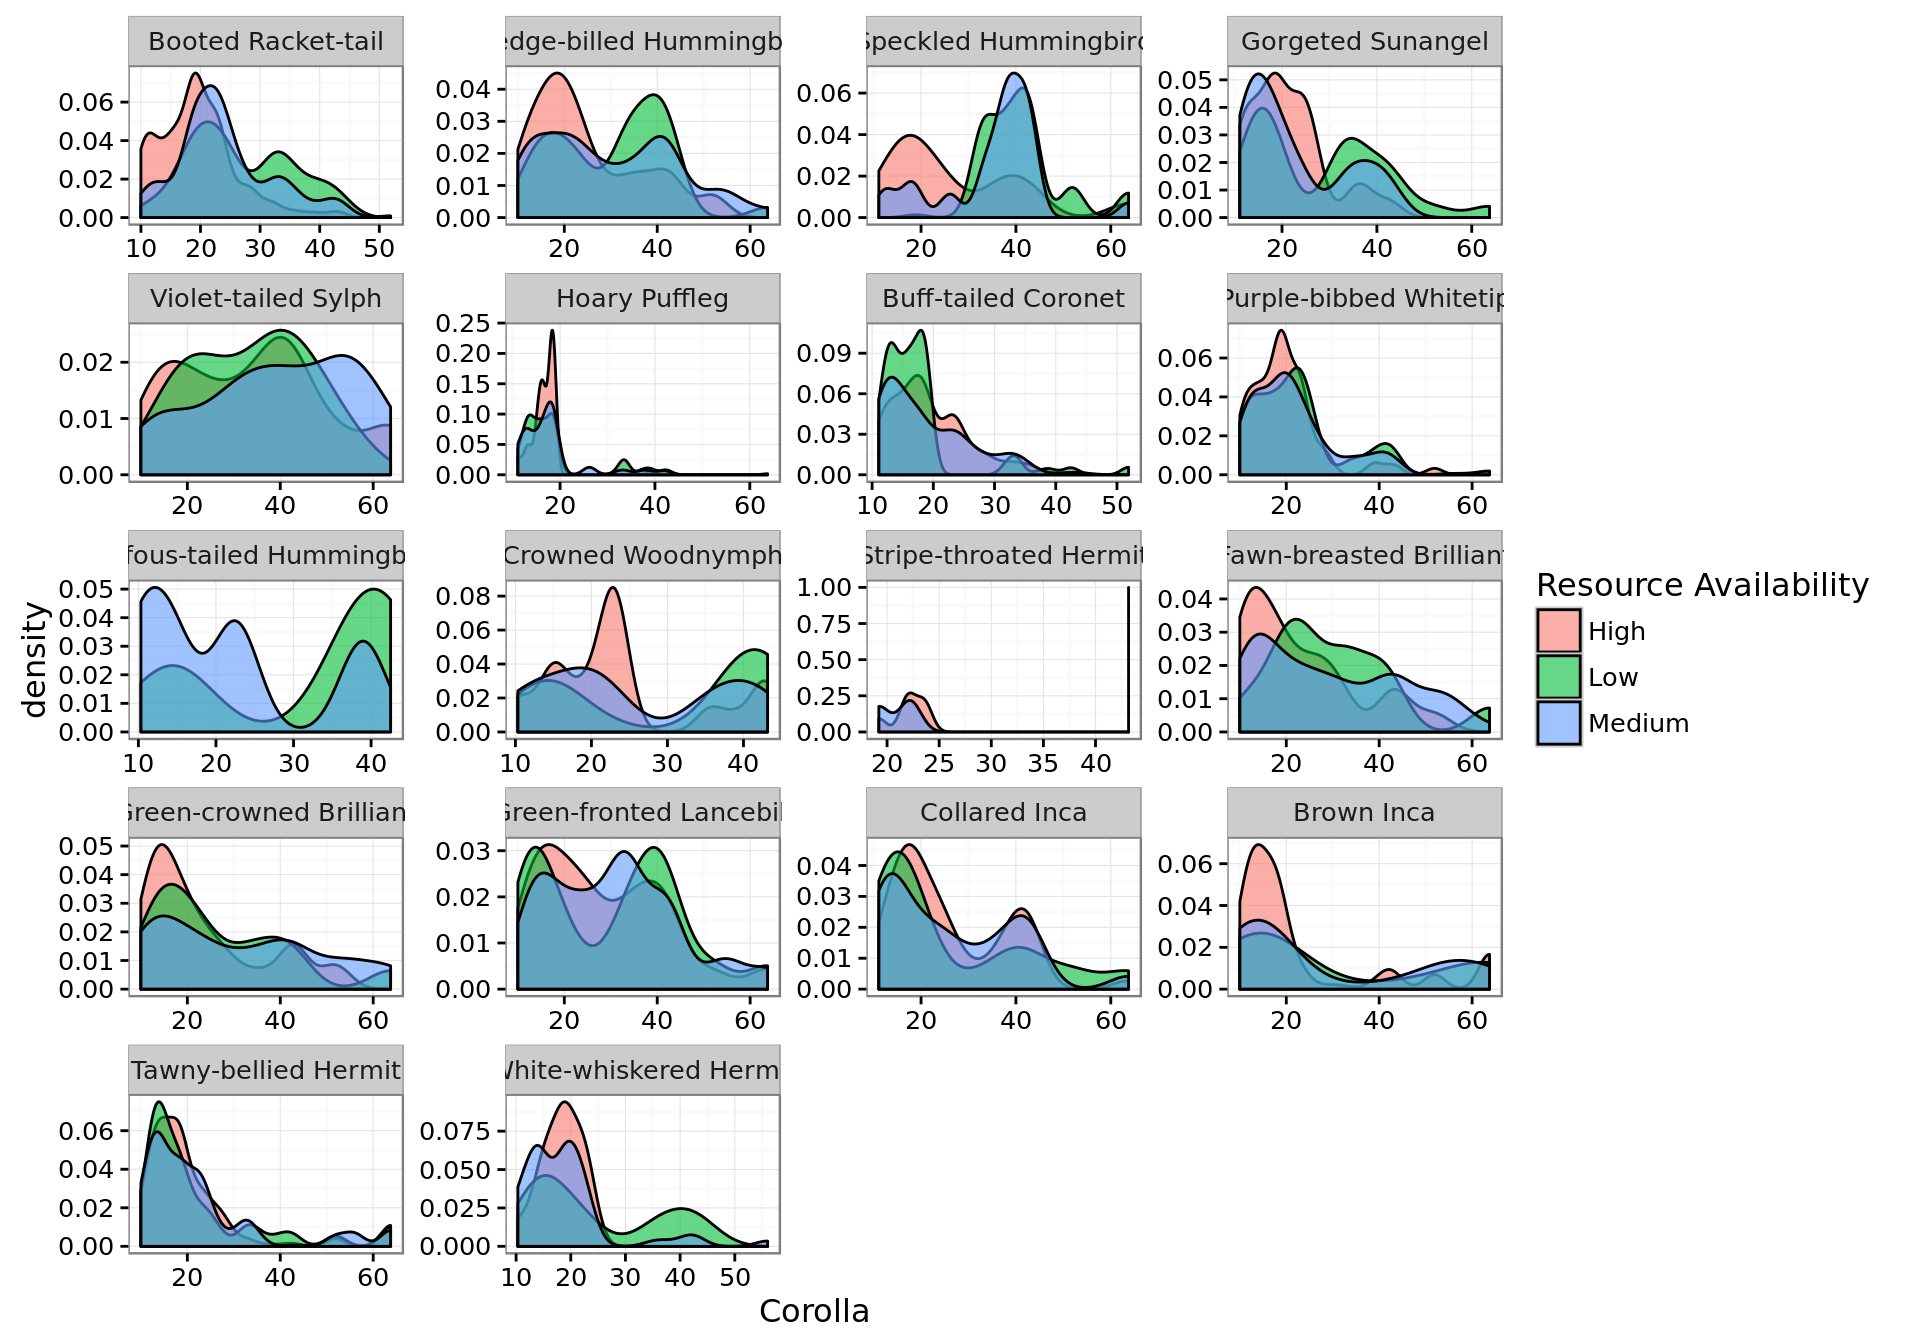 Booted Racket-tail
edge-billed Hummingb
Speckled Hummingbird
Gorgeted Sunangel
0.06
0.04
0.02
0.00
10 20 30 40 50
0.04
0.03
0.02
0.01
0.00
20 40 60
0.06
0.04
0.02
0.00
20 40 60
0.05
0.04
0.03
0.02
0.01
0.00
20 40 60
Violet-tailed Sylph
Hoary Puffleg
Buff-tailed Coronet
Purple-bibbed Whitetip
0.02
0.01
0.00
20 40 60
0.25
0.20
0.15
0.10
0.05
0.00
20 40 60
0.09
0.06
0.03
0.00
10 20 30 40 50
0.06
0.04
0.02
0.00
20 40 60
fous-tailed Hummingb
Crowned Woodnymph
Stripe-throated Hermit
Fawn-breasted Brilliant
0.05
0.04
0.03
0.02
0.01
0.00
10 20 30 40
0.08
0.06
0.04
0.02
0.00
10 20 30 40
1.00
0.75
0.50
0.25
0.00
20 25 30 35 40
0.04
0.03
0.02
0.01
0.00
20 40 60
Green-crowned Brillian
Green-fronted Lancebil
Collared Inca
Brown Inca
0.05
0.04
0.03
0.02
0.01
0.00
20 40 60
0.03
0.02
0.01
0.00
20 40 60
0.04
0.03
0.02
0.01
0.00
20 40 60
0.06
0.04
0.02
0.00
20 40 60
Tawny-bellied Hermit
White-whiskered Herm
0.06
0.04
0.02
0.00
20 40 60
0.075
0.050
0.025
0.000
10 20 30 40 50
density
Corolla
Resource Availability
High
Low
Medium